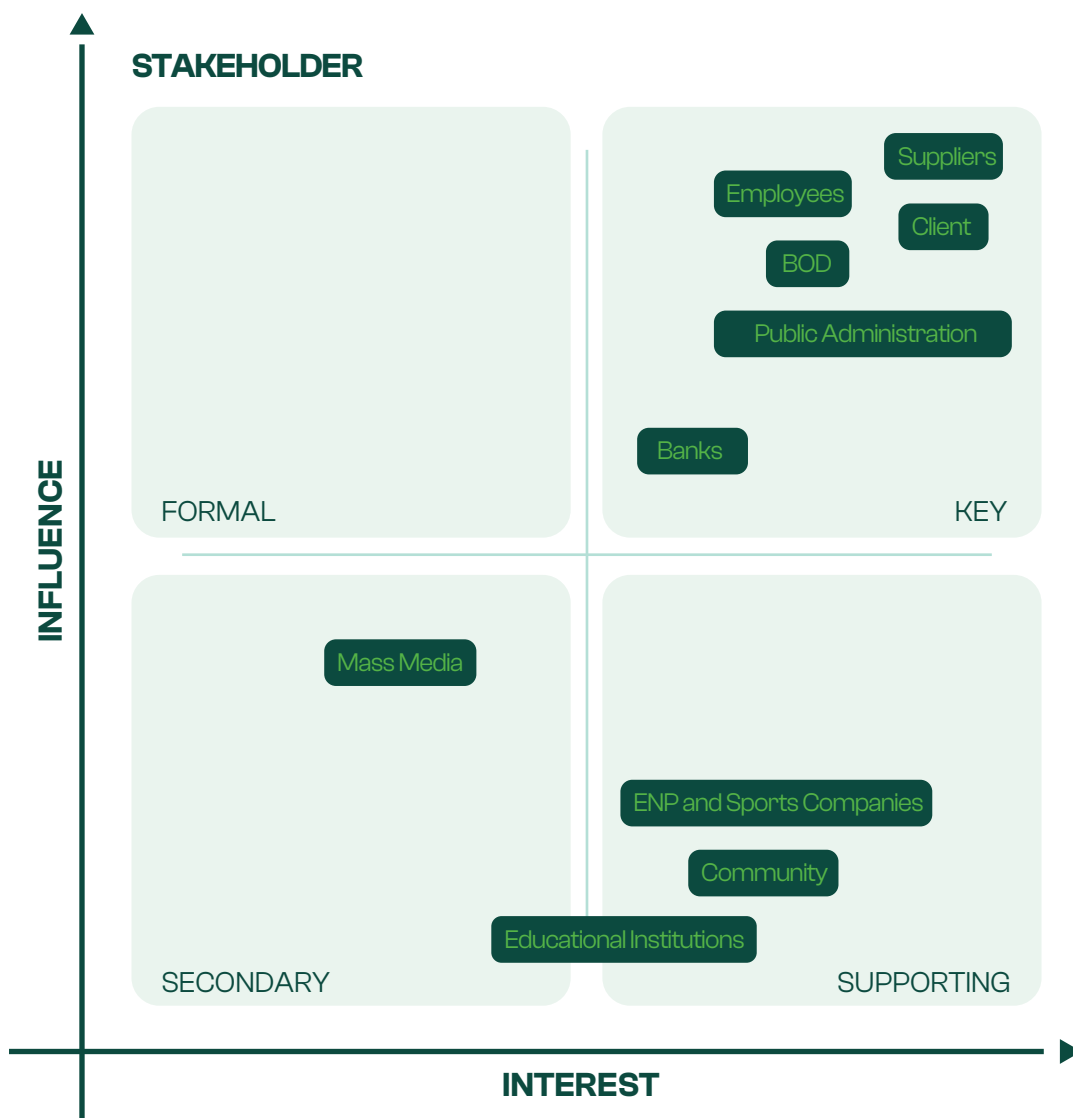 STAKEHOLDER
Suppliers
Employees
Client
BOD
Public Administration
Banks
FORMAL
KEY
INFLUENCE
Mass Media
ENP and Sports Companies
Community
Educational Institutions
SECONDARY
SUPPORTING
INTEREST